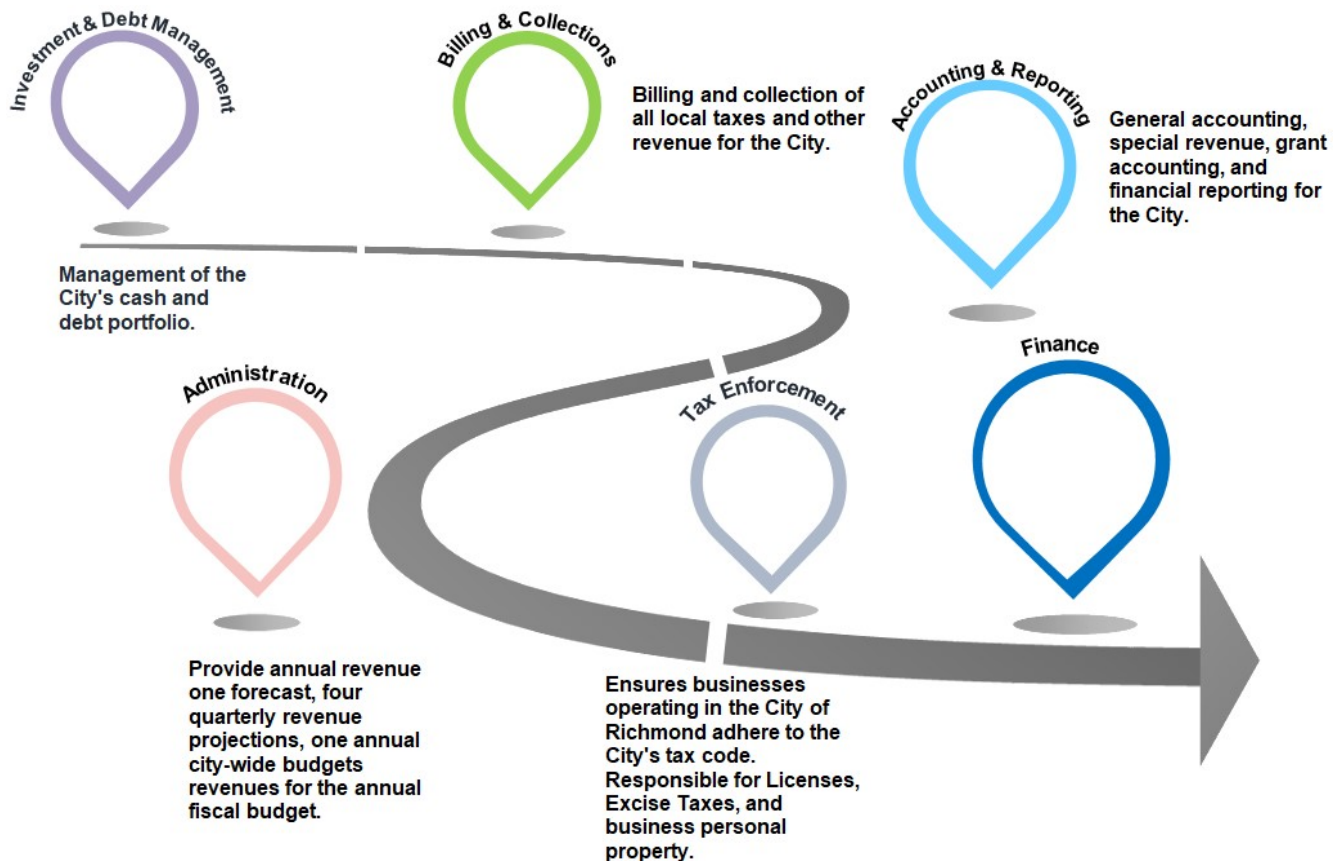 Investment & Debt Management
Management of the
City's cash and
debt portfolio.
Billing & Collections
Billing and collection of
all local taxes and other
revenue for the City.
Accounting & Reporting
General accounting,
special revenue, grant
accounting, and
financial reporting for
the City.
Administration
Provide annual revenue
one forecast, four
quarterly revenue
projections, one annual
city-wide budgets
revenues for the annual
fiscal budget.
Tax Enforcement
Ensures businesses
operating in the City of
Richmond adhere to the
City's tax code.
Responsible for Licenses,
Excise Taxes, and
business personal
property.
Finance